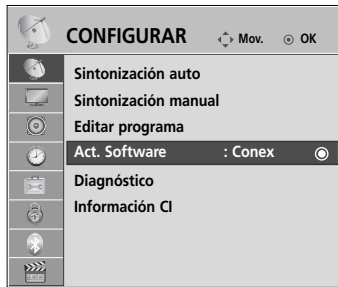 CONFIGURAR Mov. OK
Sintonización auto
Sintonización manual
Editar programa
Act. Software : Conex
Diagnóstico
Información CI